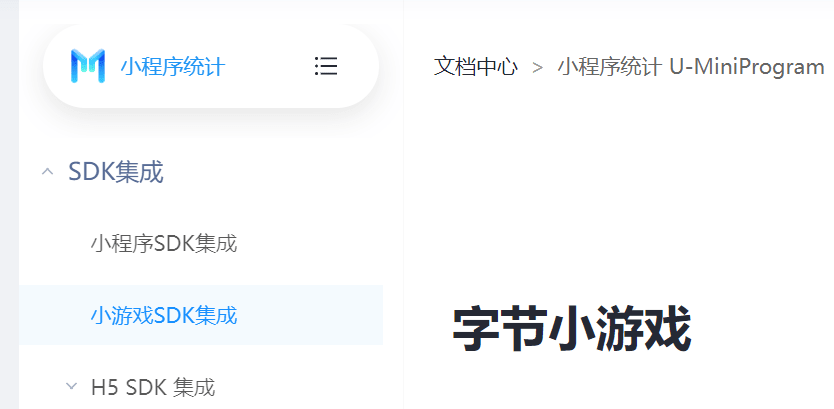 小程序统计
SDK集成
小程序SDK集成
小游戏SDK集成
H5 SDK 集成
文档中心 > 小程序统计 U-MiniProgram
字节小游戏